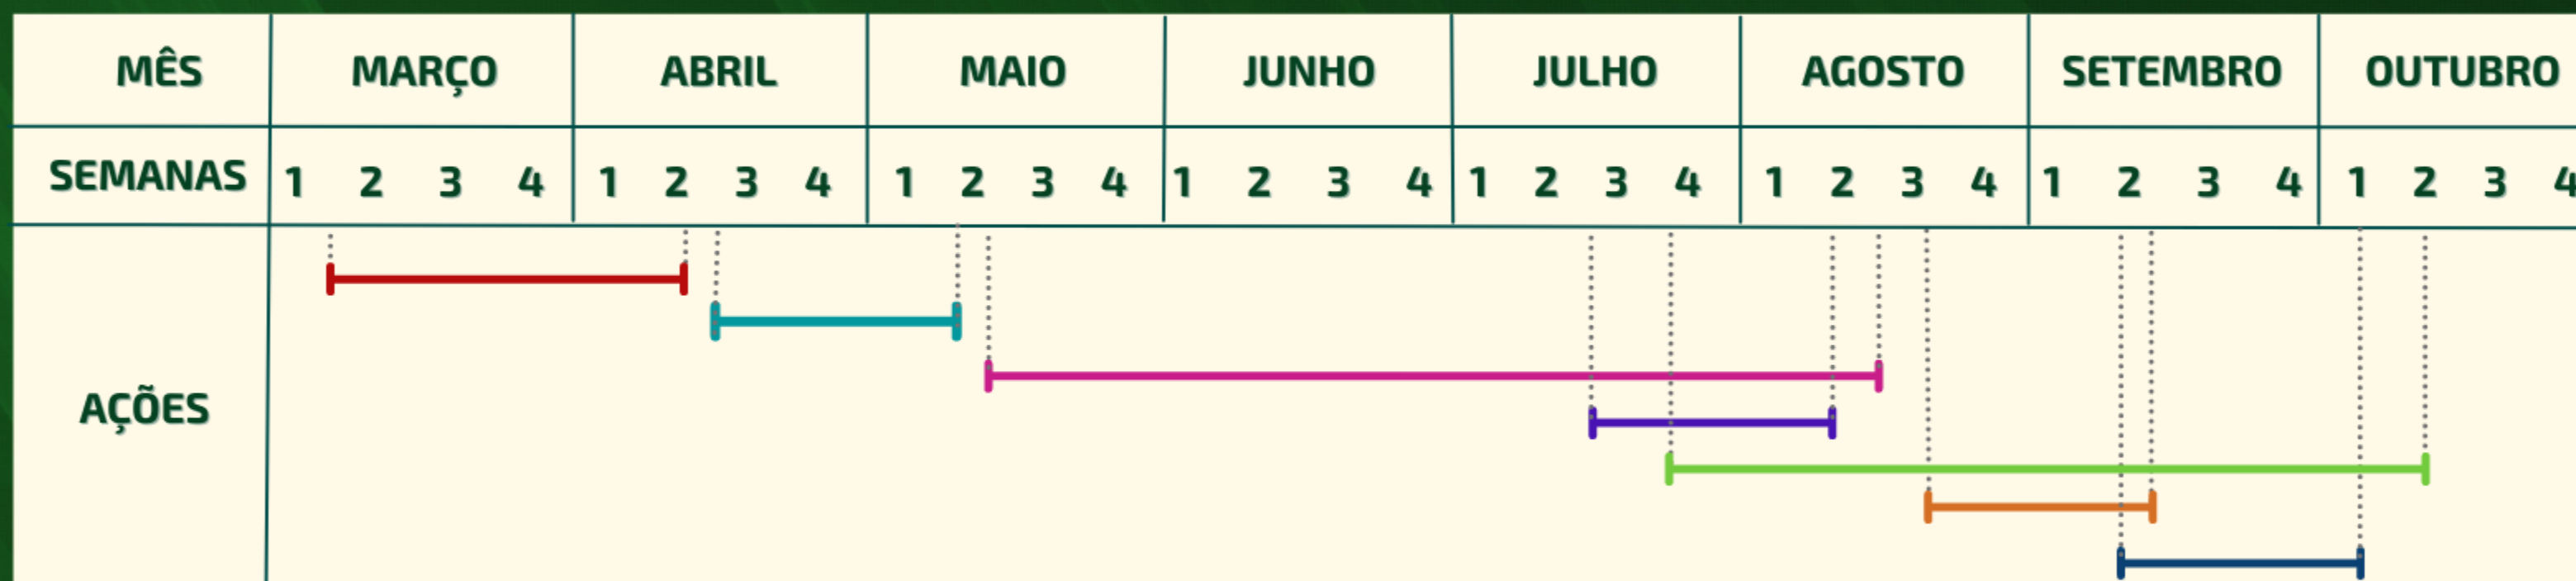 MÊS MARÇO ABRIL MAIO JUNHO JULHO AGOSTO SETEMBRO OUTUBRO
SEMANAS 1 2 3 4 1 2 3 4 1 2 3 4 1 2 3 4 1 2 3 4 1 2 3 4 1 2 3 4 1 2 3 4
AÇÕES